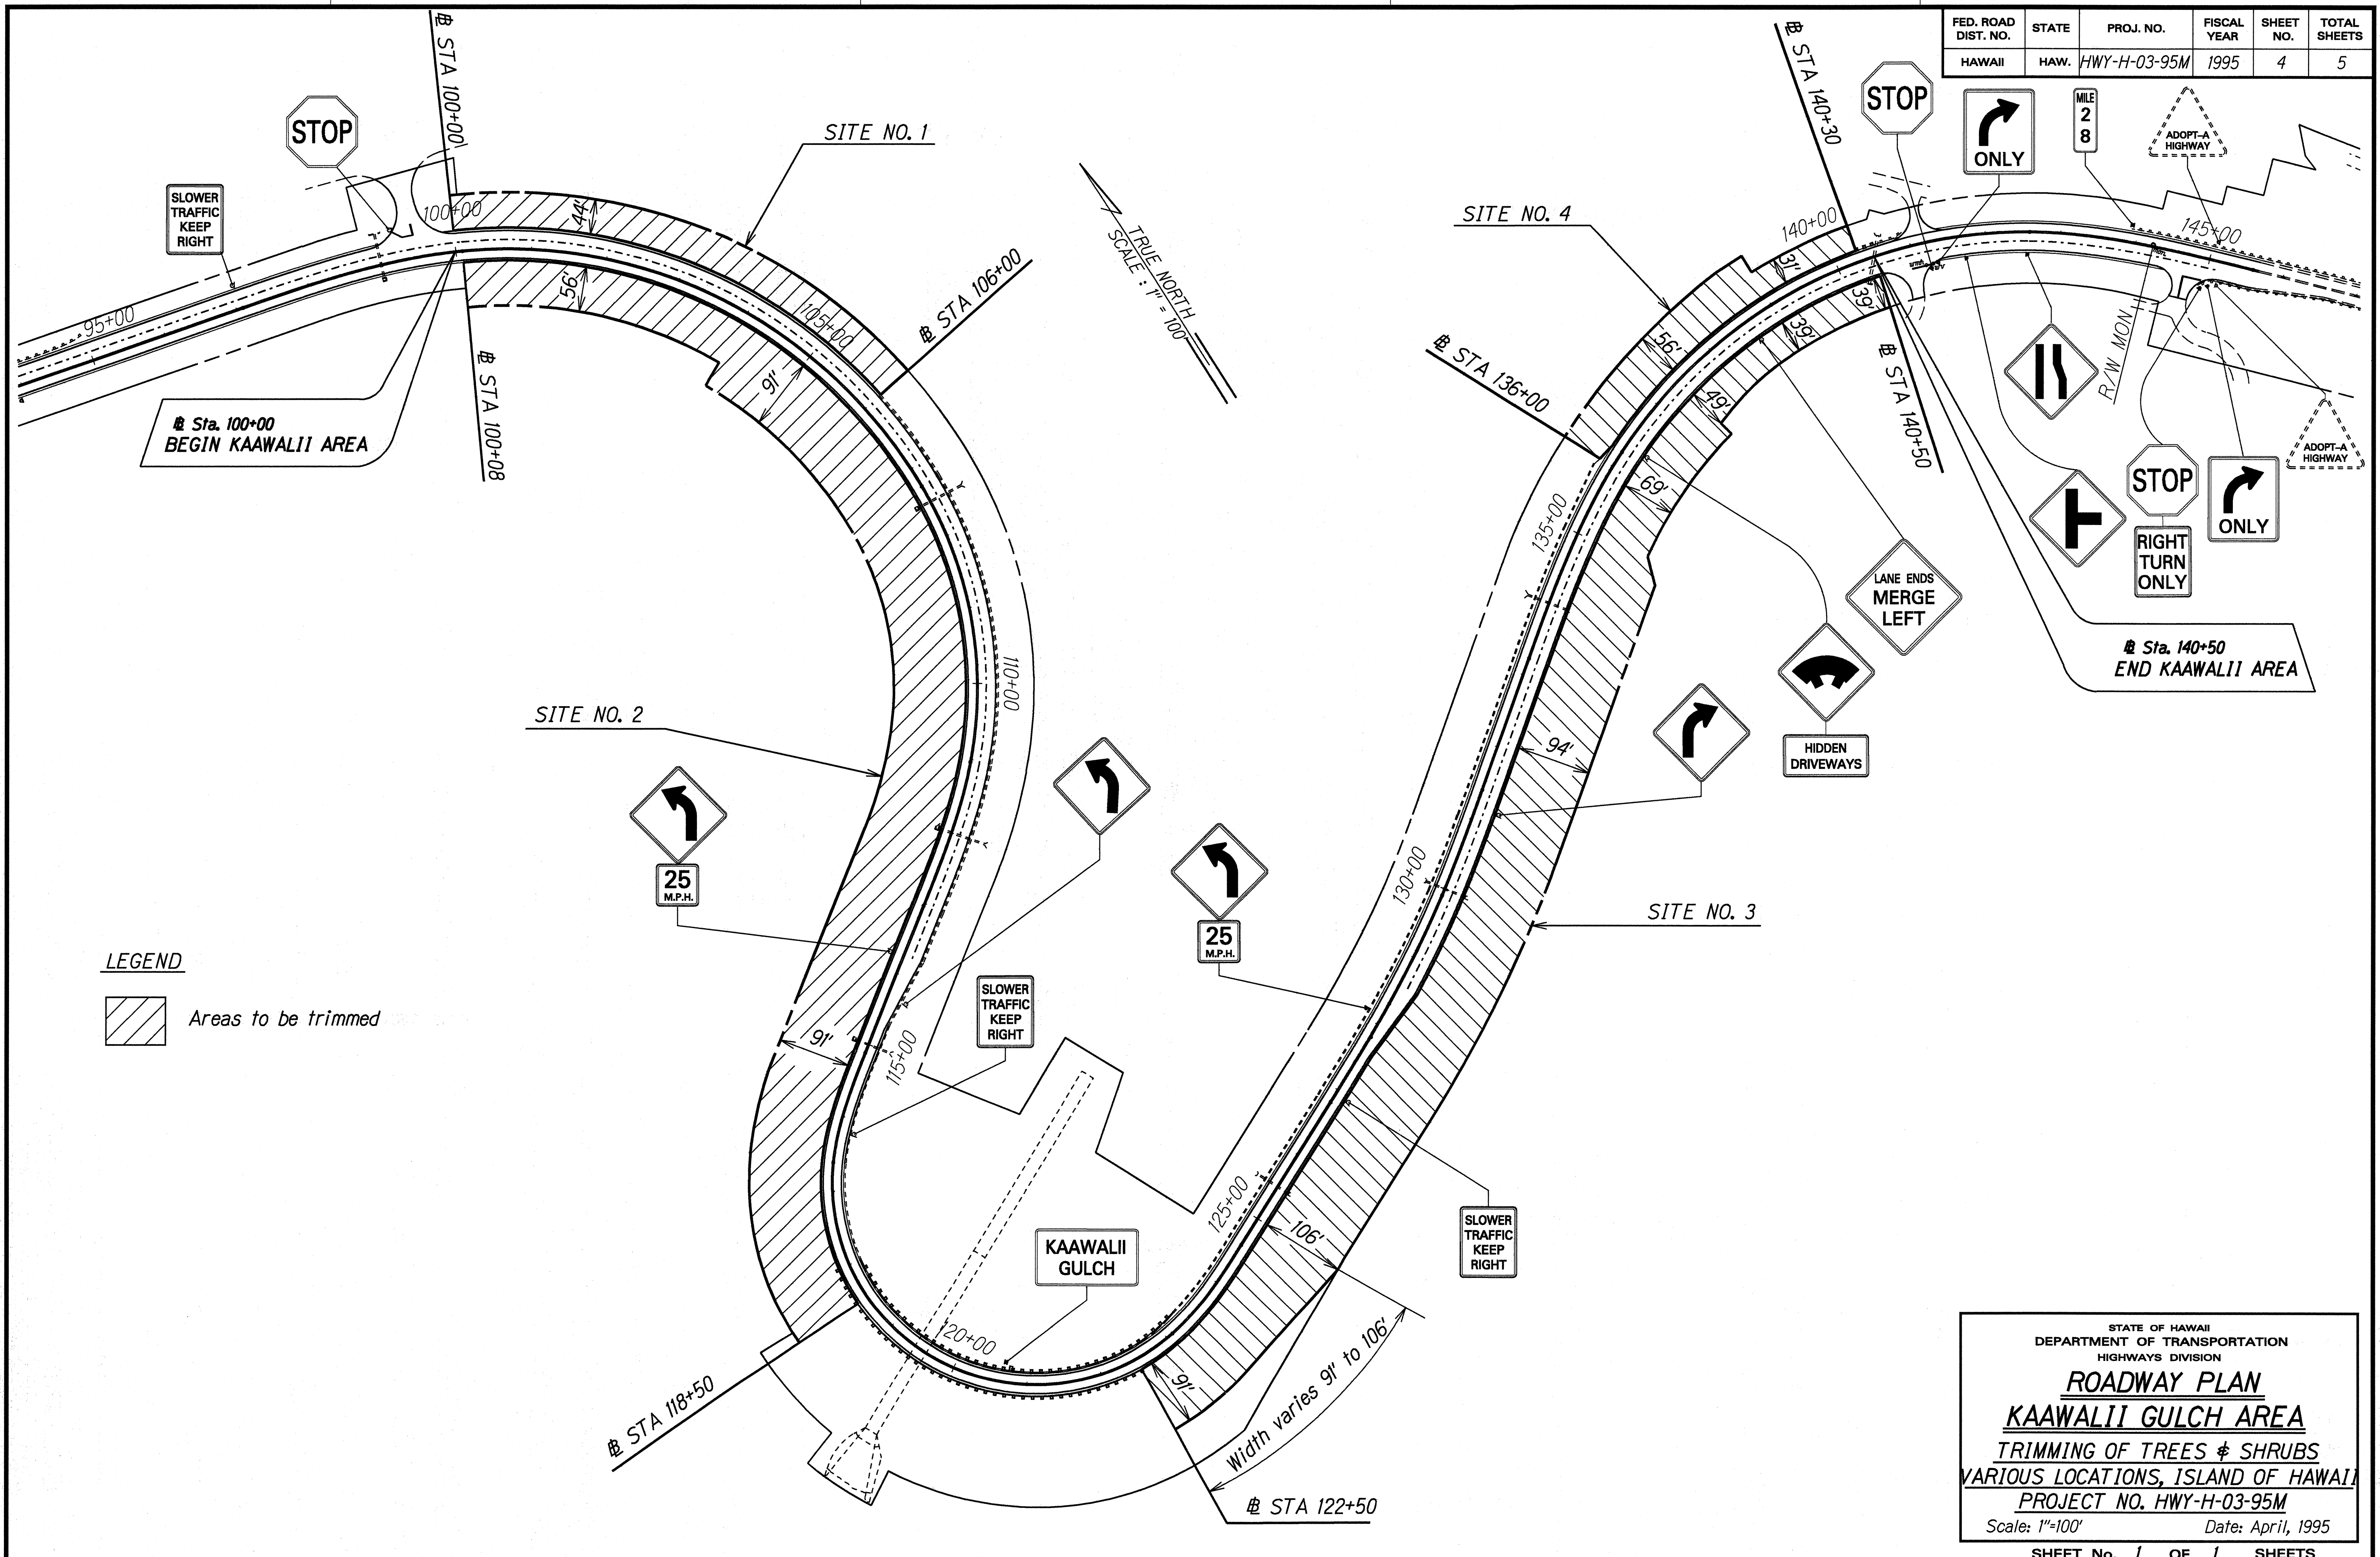 FED. ROAD DIST. NO.
STATE
PROJ. NO.
FISCAL YEAR
SHEET NO.
TOTAL SHEETS
HAWAII
HAW.
HWY-H-03-95M
1995
4
5
℄ STA 100+00
STOP
SLOWER
TRAFFIC
KEEP
RIGHT
SITE NO. 1
100+00
44'
56'
95+00
105+00
℄ STA 106+00
91'
℄ STA 100+08
℄ Sta. 100+00
BEGIN KAAWALII AREA
TRUE NORTH
SCALE : 1" = 100'
℄ STA 140+30
STOP
ONLY
MILE
2
8
ADOPT-A
HIGHWAY
SITE NO. 4
140+00
145+00
31'
39'
56'
39'
49'
℄ STA 136+00
℄ STA 140+50
R/W MON
69'
135+00
ADOPT-A
HIGHWAY
STOP
RIGHT
TURN
ONLY
ONLY
LANE ENDS
MERGE
LEFT
℄ Sta. 140+50
END KAAWALII AREA
HIDDEN
DRIVEWAYS
110+00
SITE NO. 2
94'
25
M.P.H.
25
M.P.H.
130+00
SITE NO. 3
LEGEND
Areas to be trimmed
SLOWER
TRAFFIC
KEEP
RIGHT
91'
115+00
125+00
106'
SLOWER
TRAFFIC
KEEP
RIGHT
KAAWALII
GULCH
120+00
91'
Width varies 91' to 106'
℄ STA 118+50
℄ STA 122+50
STATE OF HAWAII
DEPARTMENT OF TRANSPORTATION
HIGHWAYS DIVISION
ROADWAY PLAN
KAAWALII GULCH AREA
TRIMMING OF TREES & SHRUBS
VARIOUS LOCATIONS, ISLAND OF HAWAII
PROJECT NO. HWY-H-03-95M
Scale: 1"=100'
Date: April, 1995
SHEET No. 1 OF 1 SHEETS